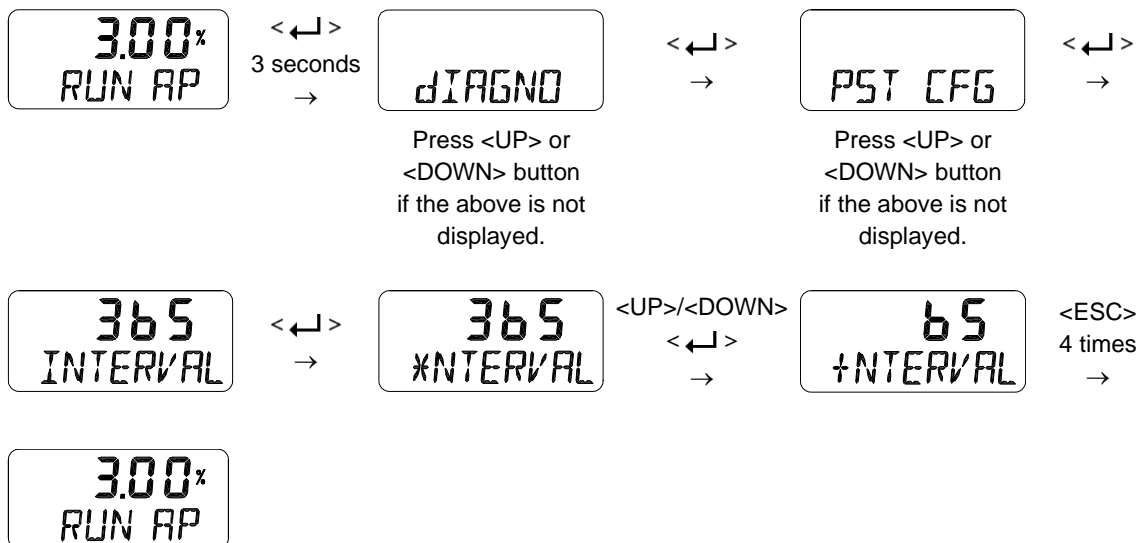 3.00%
RUN AP
<↵>
3 seconds
→
dIAGNO
Press <UP> or
<DOWN> button
if the above is not
displayed.
<↵>
→
PST CFG
Press <UP> or
<DOWN> button
if the above is not
displayed.
<↵>
→
365
INTERVAL
<↵>
→
365
*NTERVAL
<UP>/<DOWN>
<↵>
→
65
+NTERVAL
<ESC>
4 times
→
3.00%
RUN AP